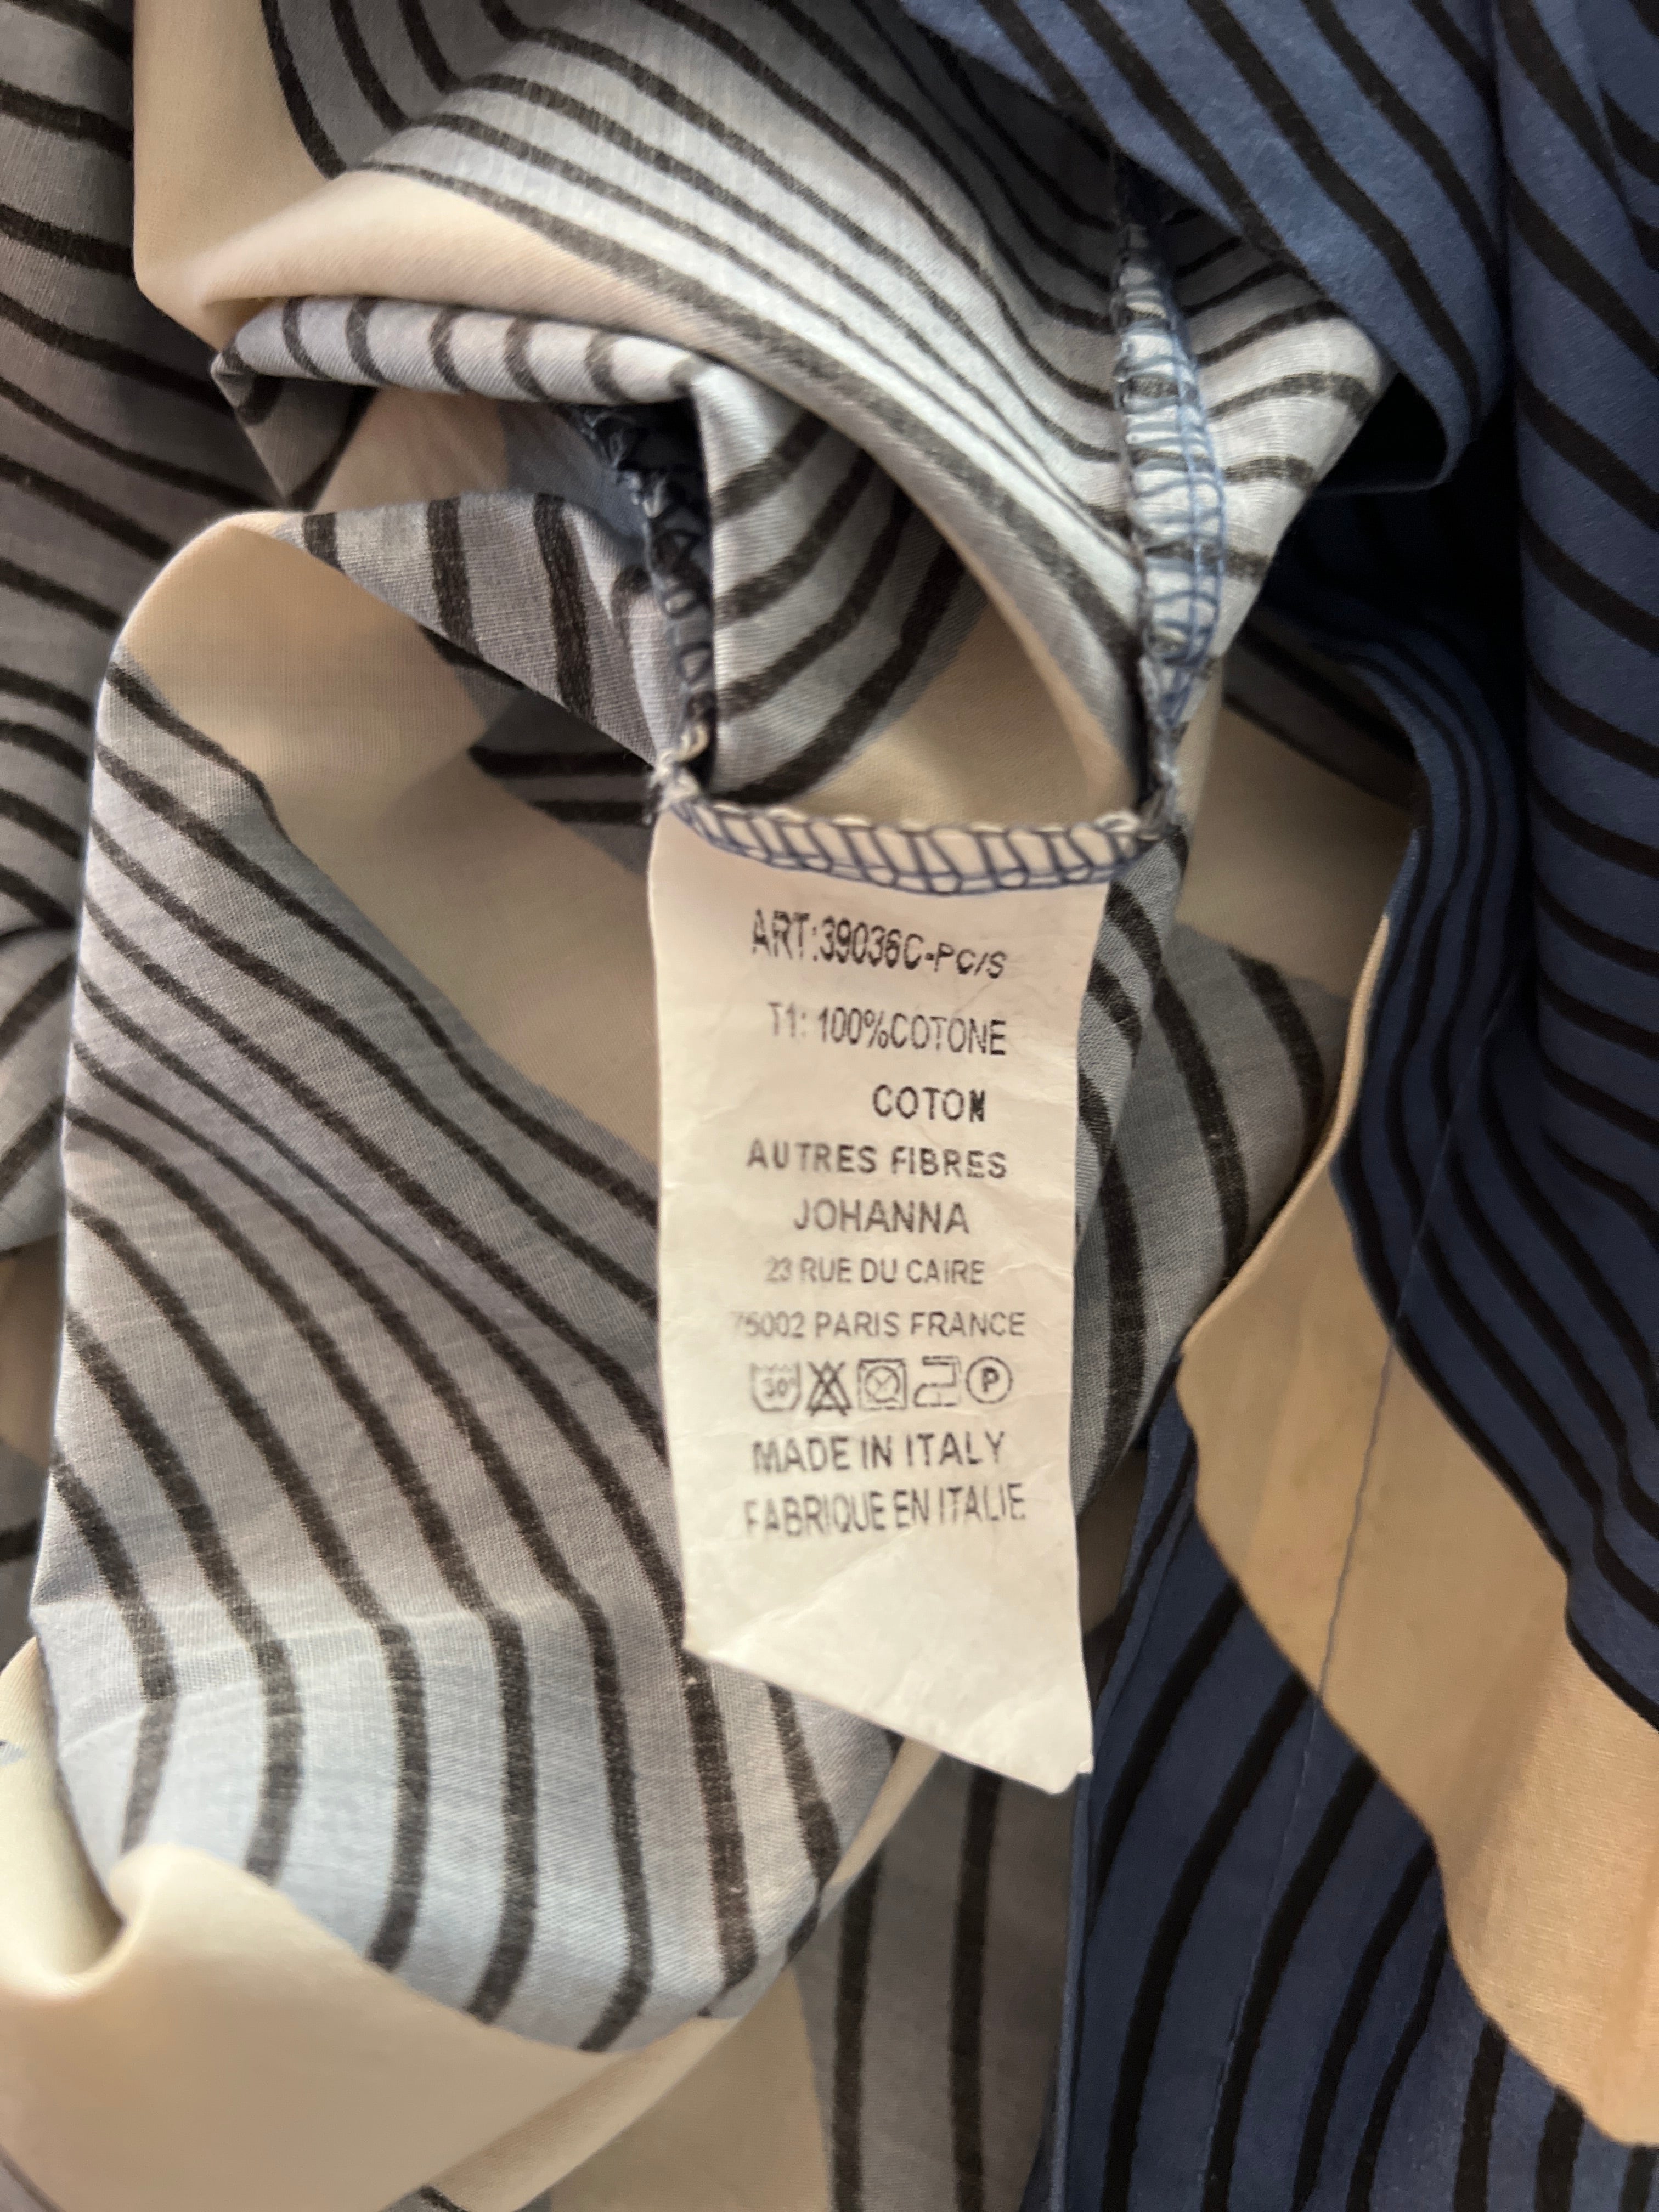 ART:39036C-PC/S
T1: 100%COTONE
COTON
AUTRES FIBRES
JOHANNA
23 RUE DU CAIRE
75002 PARIS FRANCE
30° P
MADE IN ITALY
FABRIQUE EN ITALIE